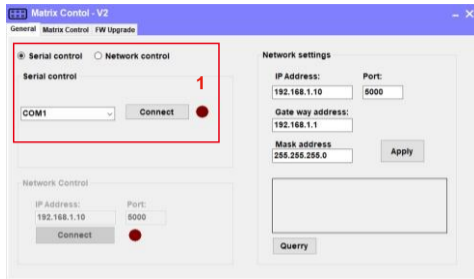 Matrix Contol - V2
General Matrix Control FW Upgrade
Serial control Network control
Serial control
1
COM1 Connect
Network Control
IP Address: Port:
192.168.1.10 5000
Connect
Network settings
IP Address: Port:
192.168.1.10 5000
Gate way address:
192.168.1.1
Mask address
255.255.255.0
Apply
Querry